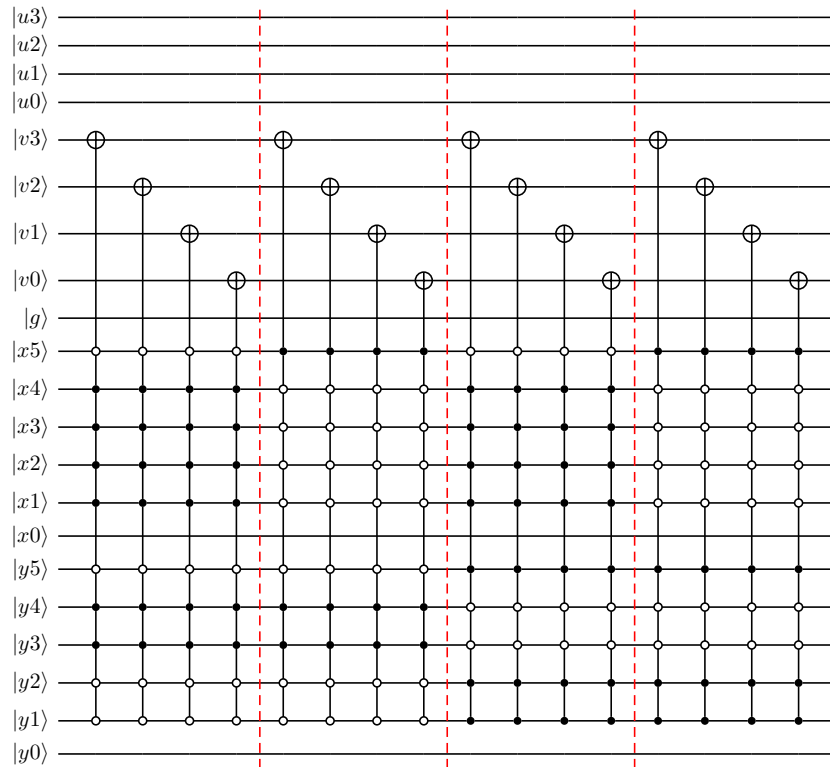 |u3⟩
|u2⟩
|u1⟩
|u0⟩
|v3⟩
|v2⟩
|v1⟩
|v0⟩
|g⟩
|x5⟩
|x4⟩
|x3⟩
|x2⟩
|x1⟩
|x0⟩
|y5⟩
|y4⟩
|y3⟩
|y2⟩
|y1⟩
|y0⟩